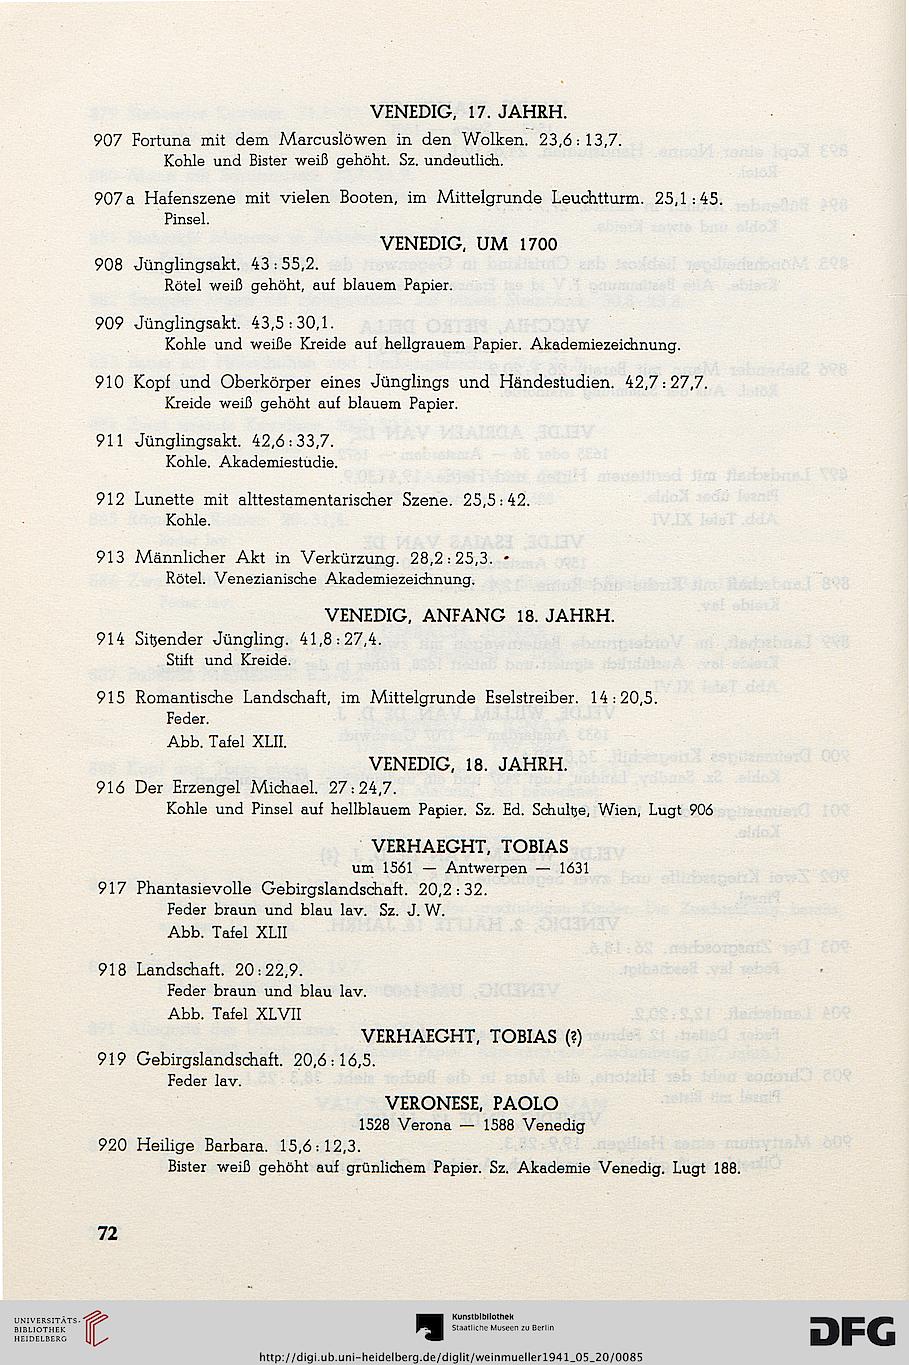 VENEDIG, 17. JAHRH.
907 Fortuna mit dem Marcuslöwen in den Wolken. 23,6 : 13,7.
Kohle und Bister weiß gehöht. Sz. undeutlich.
907a Hafenszene mit vielen Booten, im Mittelgrunde Leuchtturm. 25,1 : 45.
Pinsel.
VENEDIG, UM 1700
908 Jünglingsakt. 43 : 55,2.
Rötel weiß gehöht, auf blauem Papier.
909 Jünglingsakt. 43,5 : 30,1.
Kohle und weiße Kreide auf hellgrauem Papier. Akademiezeichnung.
910 Kopf und Oberkörper eines Jünglings und Händestudien. 42,7 : 27,7.
Kreide weiß gehöht auf blauem Papier.
911 Jünglingsakt. 42,6 : 33,7.
Kohle. Akademiestudie.
912 Lunette mit alttestamentarischer Szene. 25,5 : 42.
Kohle.
913 Männlicher Akt in Verkürzung. 28,2 : 25,3.
Rötel. Venezianische Akademiezeichnung.
VENEDIG, ANFANG 18. JAHRH.
914 Sitzender Jüngling. 41,8 : 27,4.
Stift und Kreide.
915 Romantische Landschaft, im Mittelgrunde Eselstreiber. 14 : 20,5.
Feder.
Abb. Tafel XLII.
VENEDIG, 18. JAHRH.
916 Der Erzengel Michael. 27 : 24,7.
Kohle und Pinsel auf hellblauem Papier. Sz. Ed. Schultze, Wien, Lugt 906
VERHAEGHT, TOBIAS
um 1561 — Antwerpen — 1631
917 Phantasievolle Gebirgslandschaft. 20,2 : 32.
Feder braun und blau lav. Sz. J. W.
Abb. Tafel XLII
918 Landschaft. 20 : 22,9.
Feder braun und blau lav.
Abb. Tafel XLVII
VERHAEGHT, TOBIAS (?)
919 Gebirgslandschaft. 20,6 : 16,5.
Feder lav.
VERONESE, PAOLO
1528 Verona — 1588 Venedig
920 Heilige Barbara. 15,6 : 12,3.
Bister weiß gehöht auf grünlichem Papier. Sz. Akademie Venedig. Lugt 188.
72
UNIVERSITÄTS-
BIBLIOTHEK
HEIDELBERG
Kunstbibliothek
Staatliche Museen zu Berlin
DFG
http://digi.ub.uni-heidelberg.de/diglit/weinmueller1941_05_20/0085